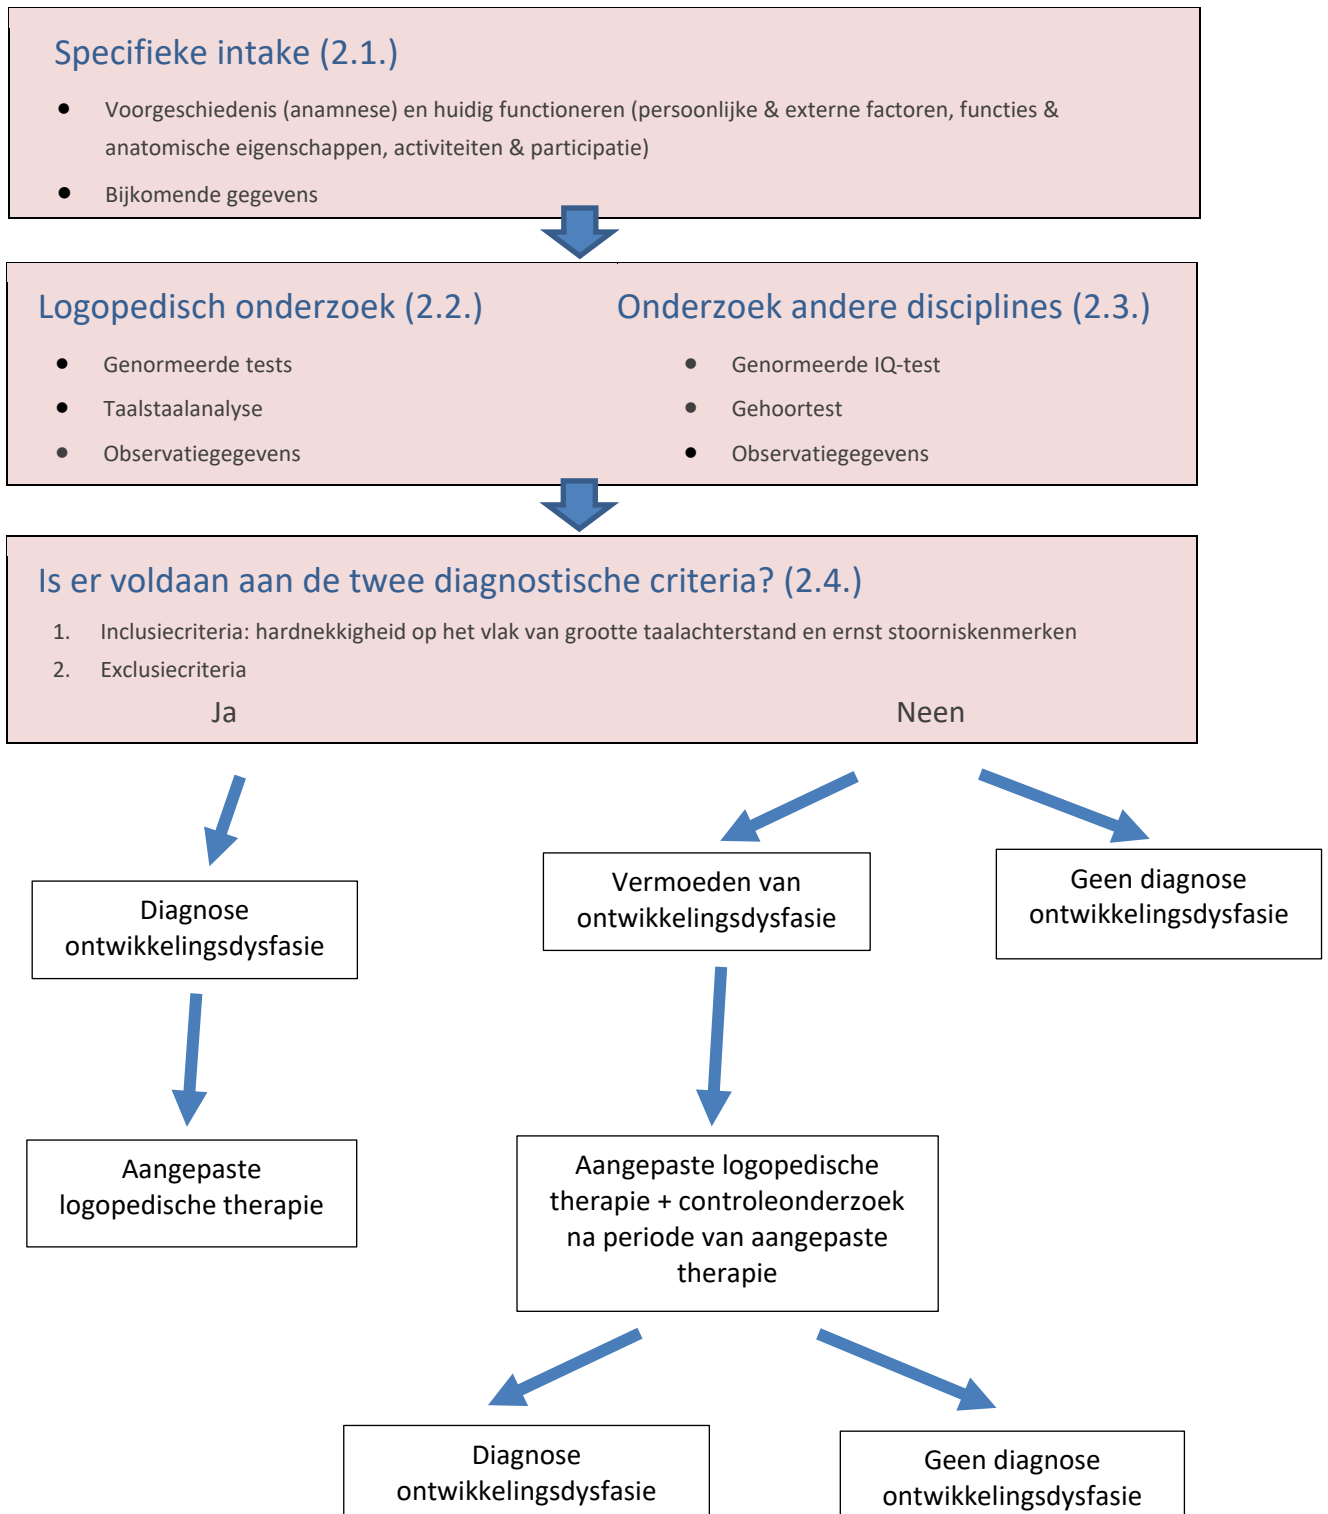 Specifieke intake (2.1.)
● Voorgeschiedenis (anamnese) en huidig functioneren (persoonlijke & externe factoren, functies &
anatomische eigenschappen, activiteiten & participatie)
● Bijkomende gegevens
Logopedisch onderzoek (2.2.)
● Genormeerde tests
● Taalstaalanalyse
● Observatiegegevens
Onderzoek andere disciplines (2.3.)
● Genormeerde IQ-test
● Gehoortest
● Observatiegegevens
Is er voldaan aan de twee diagnostische criteria? (2.4.)
1. Inclusiecriteria: hardnekkigheid op het vlak van grootte taalachterstand en ernst stoorniskenmerken
2. Exclusiecriteria
Ja
Neen
Diagnose
ontwikkelingsdysfasie
Vermoeden van
ontwikkelingsdysfasie
Geen diagnose
ontwikkelingsdysfasie
Aangepaste
logopedische therapie
Aangepaste logopedische
therapie + controleonderzoek
na periode van aangepaste
therapie
Diagnose
ontwikkelingsdysfasie
Geen diagnose
ontwikkelingsdysfasie